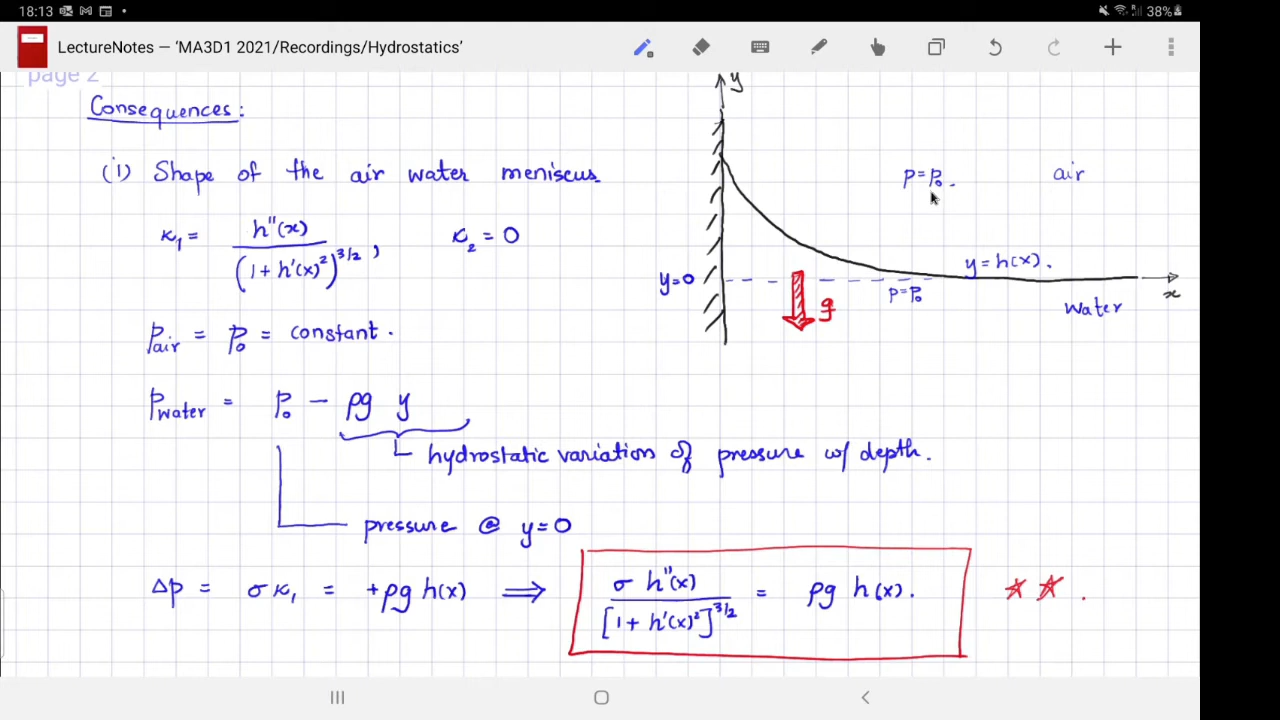 18:13
38%
LectureNotes — ‘MA3D1 2021/Recordings/Hydrostatics’
page 2
Consequences:
(i) Shape of the air water meniscus
κ₁ = h''(x) / (1 + h'(x)²)^{3/2} , κ₂ = 0
p_air = p₀ = constant.
p_water = p₀ − ρg y
hydrostatic variation of pressure w/ depth.
pressure @ y=0
Δp = σ κ₁ = +ρg h(x) ⟹ σ h''(x) / [1 + h'(x)²]^{3/2} = ρg h(x). ☆ ☆ .
y
p = p₀.
air
y = h(x).
y=0
p = p₀
g
x
water